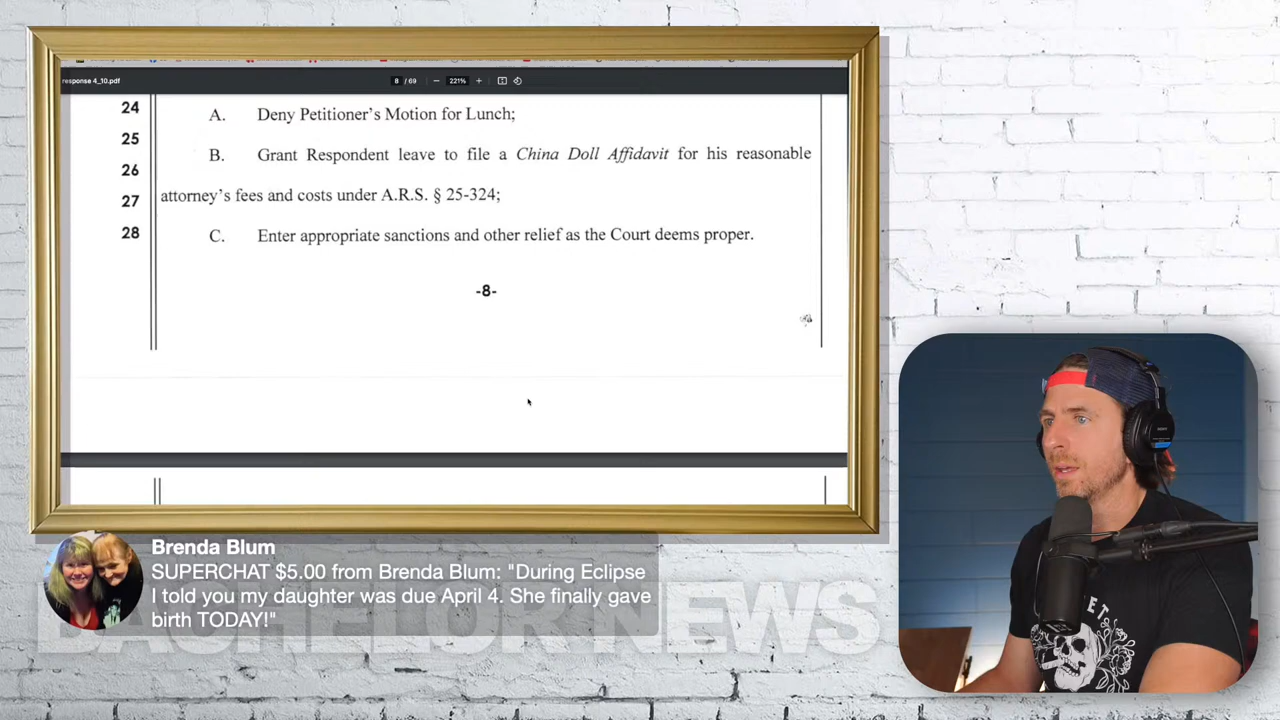 response 4_10.pdf
8 / 69
221%
24 A. Deny Petitioner's Motion for Lunch;
25 B. Grant Respondent leave to file a China Doll Affidavit for his reasonable
26
27 attorney's fees and costs under A.R.S. § 25-324;
28 C. Enter appropriate sanctions and other relief as the Court deems proper.
-8-
Brenda Blum
SUPERCHAT $5.00 from Brenda Blum: "During Eclipse
I told you my daughter was due April 4. She finally gave
birth TODAY!"
BACHELOR NEWS